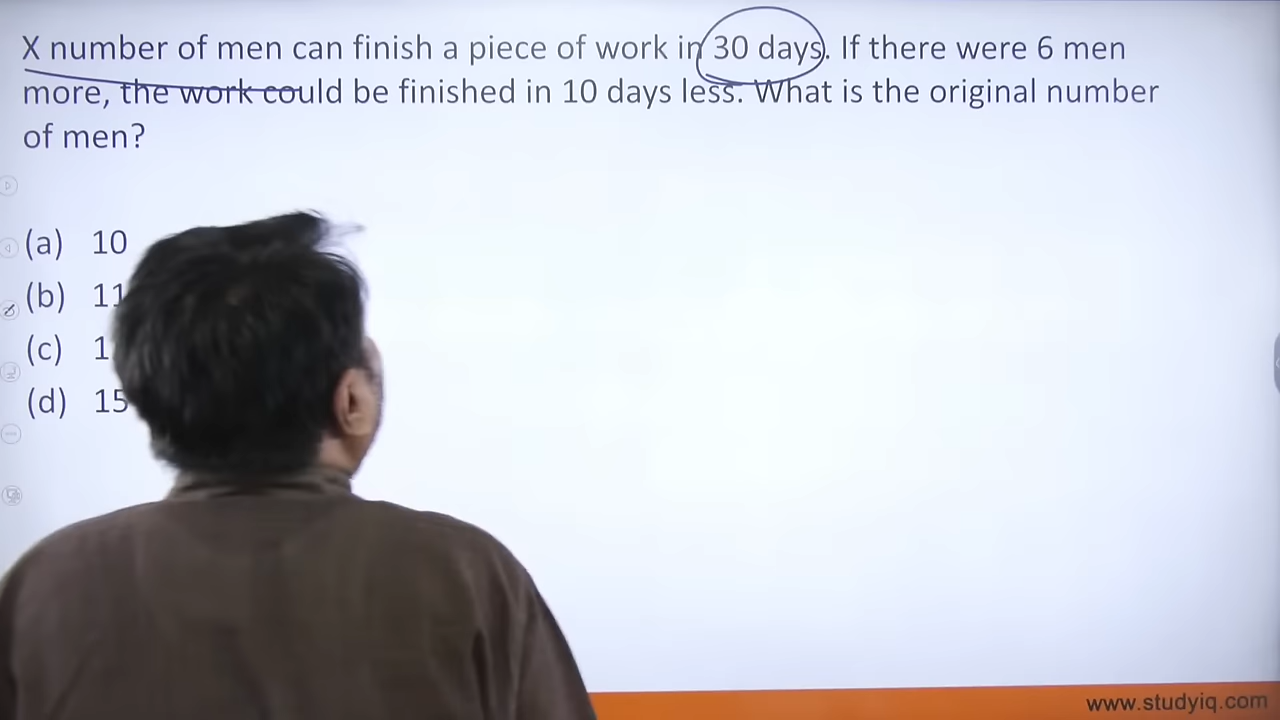 X number of men can finish a piece of work in 30 days. If there were 6 men
more, the work could be finished in 10 days less. What is the original number
of men?
(a) 10
(b) 11
(c) 1
(d) 15
www.studyiq.com